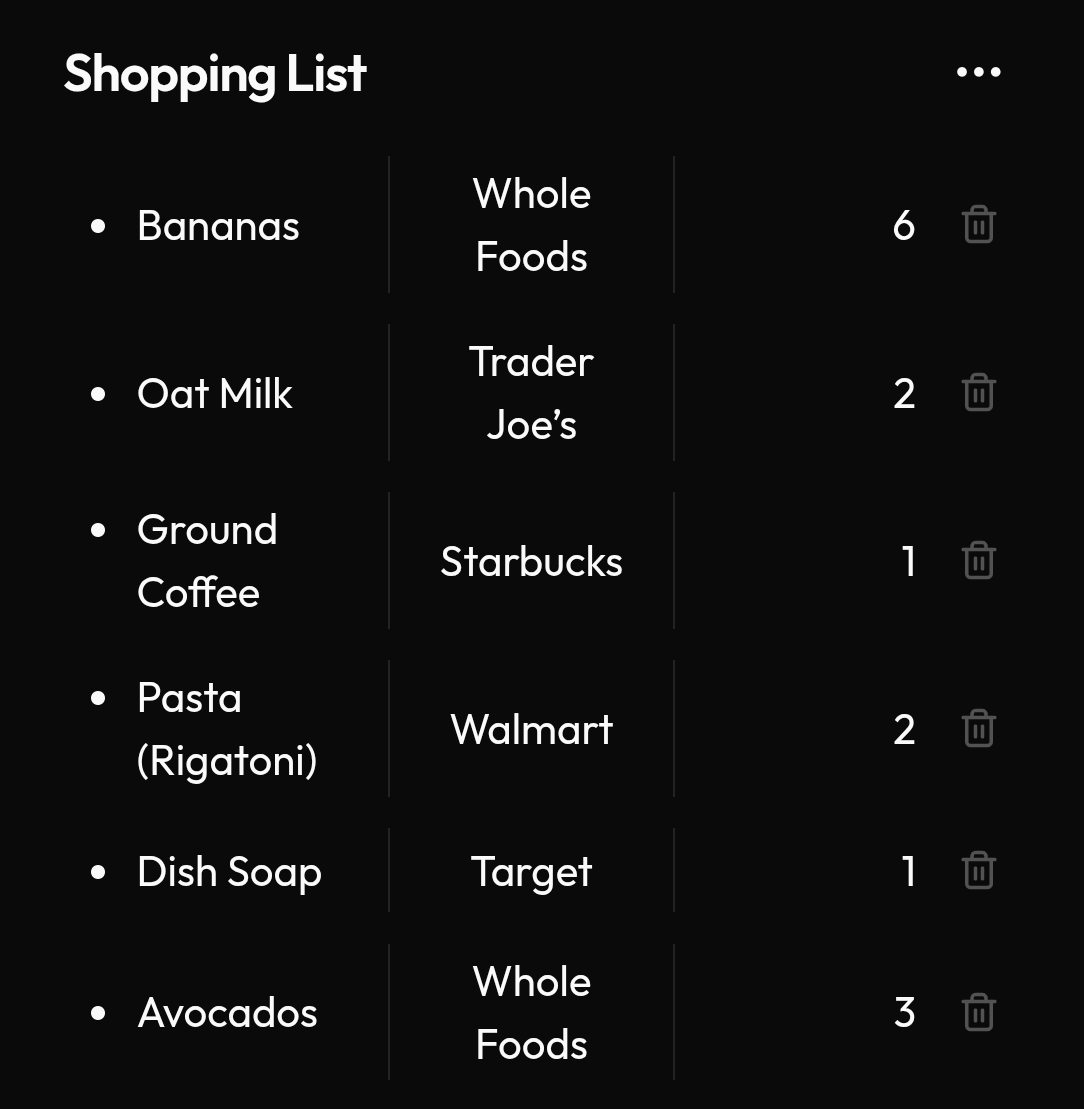 Shopping List
• Bananas
Whole
Foods
6
• Oat Milk
Trader
Joe’s
2
• Ground
Coffee
Starbucks
1
• Pasta
(Rigatoni)
Walmart
2
• Dish Soap
Target
1
• Avocados
Whole
Foods
3